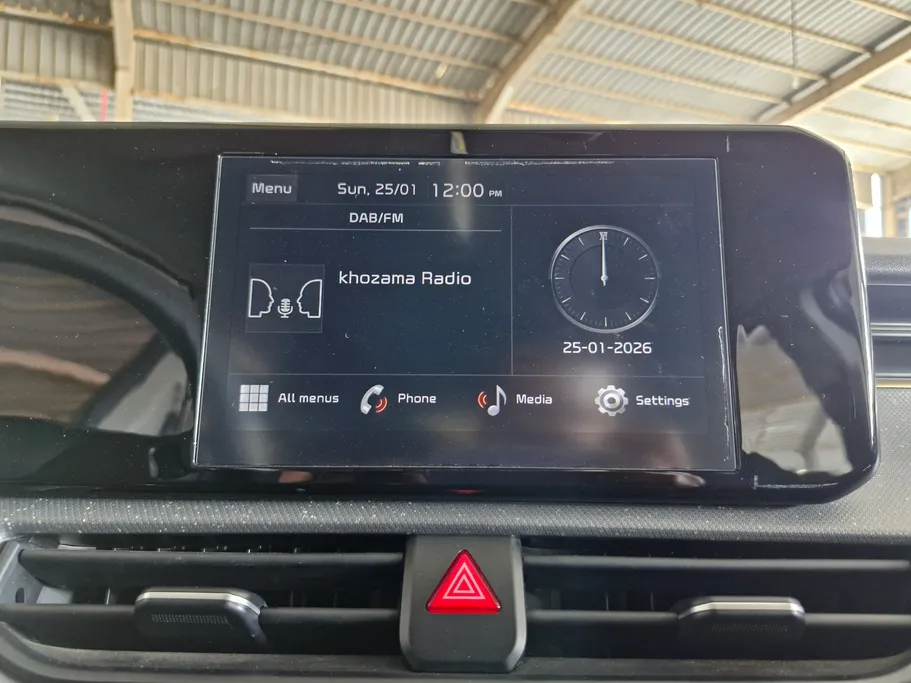 Menu
Sun, 25/01 12:00 PM
DAB/FM
khozama Radio
XII
25-01-2026
All menus
Phone
Media
Settings